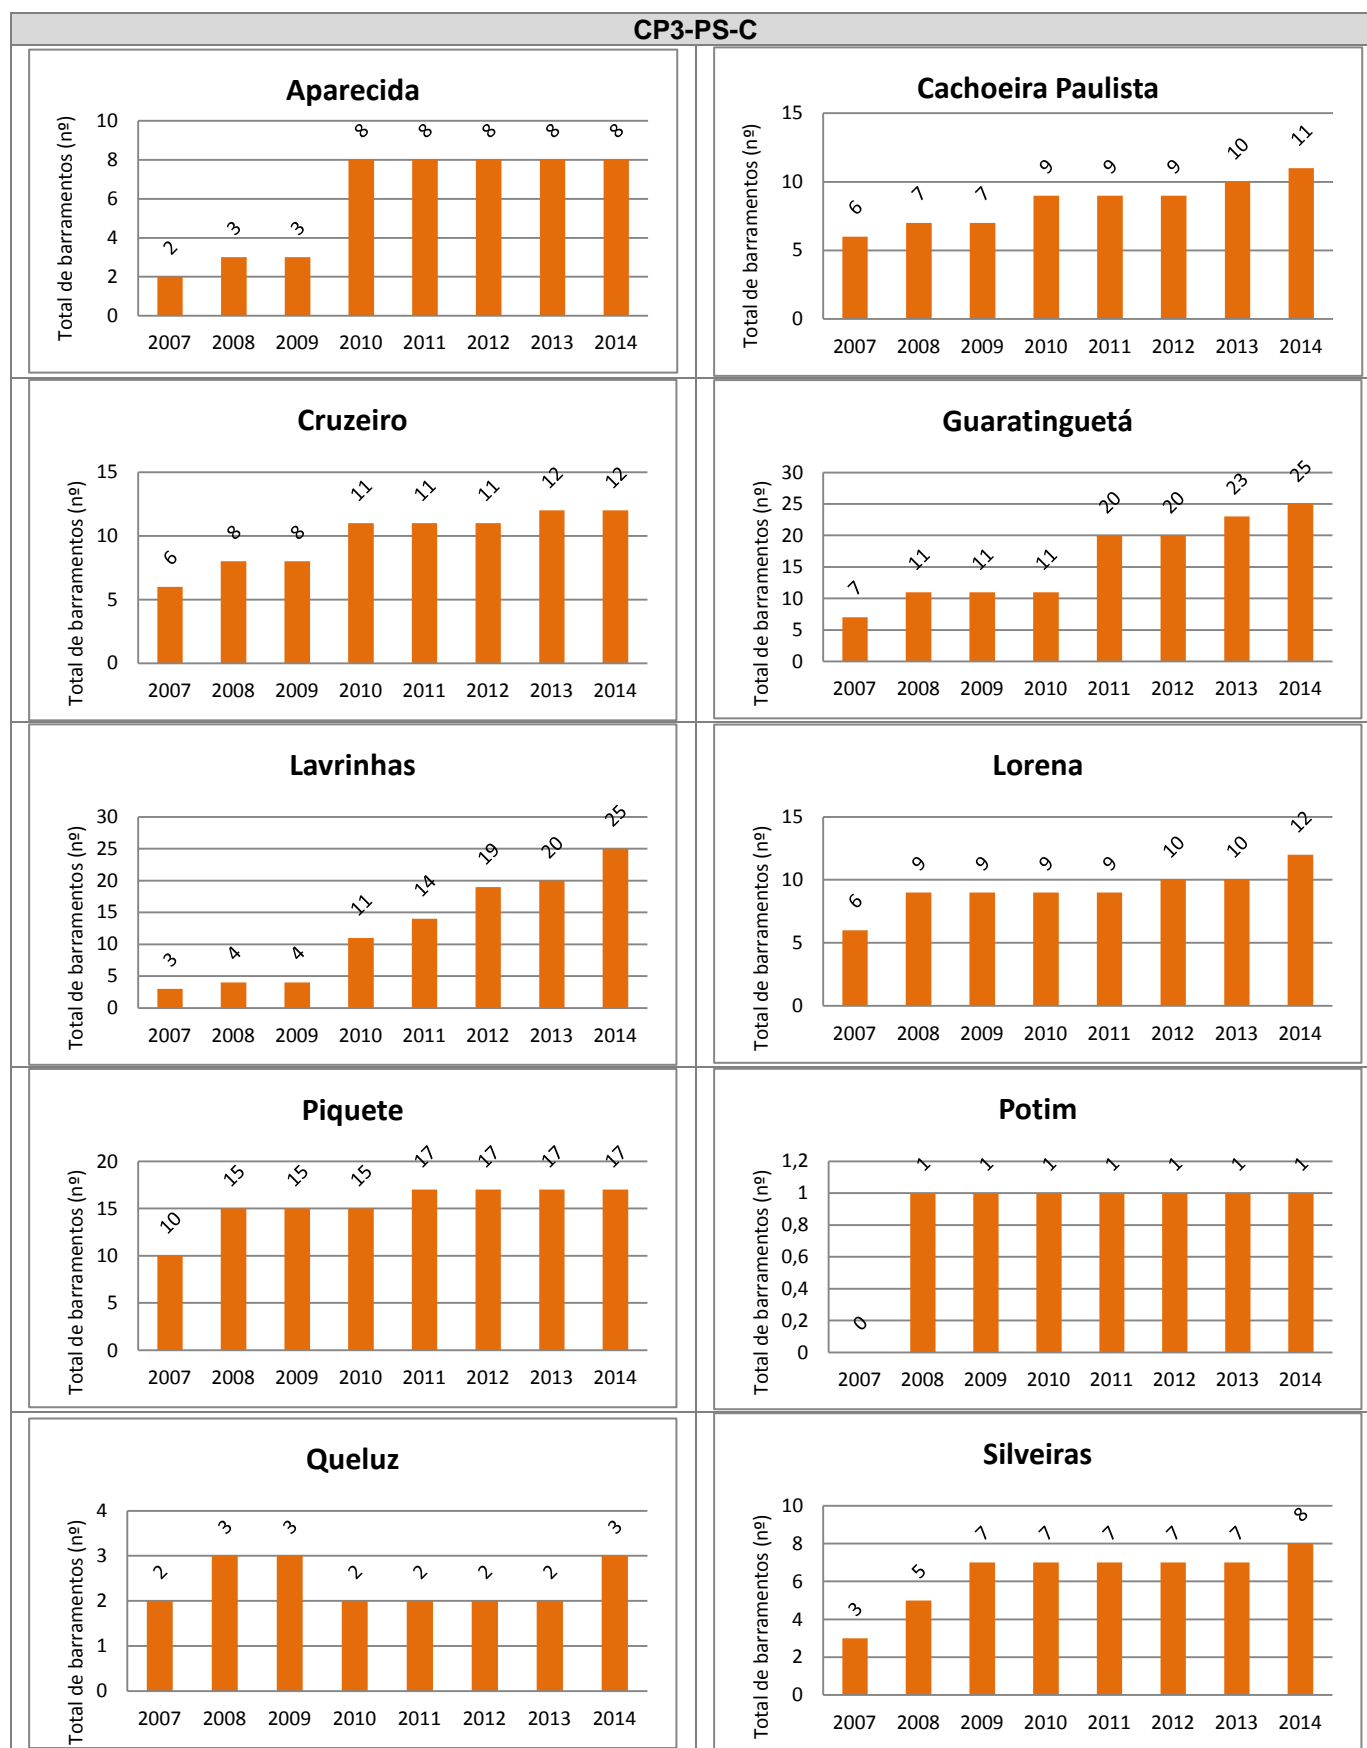 CP3-PS-C
Aparecida
Total de barramentos (nº)
10
8
6
4
2
0
2 3 3 8 8 8 8 8
2007 2008 2009 2010 2011 2012 2013 2014
Cachoeira Paulista
Total de barramentos (nº)
15
10
5
0
6 7 7 9 9 9 10 11
2007 2008 2009 2010 2011 2012 2013 2014
Cruzeiro
Total de barramentos (nº)
15
10
5
0
6 8 8 11 11 11 12 12
2007 2008 2009 2010 2011 2012 2013 2014
Guaratinguetá
Total de barramentos (nº)
30
25
20
15
10
5
0
7 11 11 11 20 20 23 25
2007 2008 2009 2010 2011 2012 2013 2014
Lavrinhas
Total de barramentos (nº)
30
25
20
15
10
5
0
3 4 4 11 14 19 20 25
2007 2008 2009 2010 2011 2012 2013 2014
Lorena
Total de barramentos (nº)
15
10
5
0
6 9 9 9 9 10 10 12
2007 2008 2009 2010 2011 2012 2013 2014
Piquete
Total de barramentos (nº)
20
15
10
5
0
10 15 15 15 17 17 17 17
2007 2008 2009 2010 2011 2012 2013 2014
Potim
Total de barramentos (nº)
1,2
1
0,8
0,6
0,4
0,2
0
0 1 1 1 1 1 1 1
2007 2008 2009 2010 2011 2012 2013 2014
Queluz
Total de barramentos (nº)
4
3
2
1
0
2 3 3 2 2 2 2 3
2007 2008 2009 2010 2011 2012 2013 2014
Silveiras
Total de barramentos (nº)
10
8
6
4
2
0
3 5 7 7 7 7 7 8
2007 2008 2009 2010 2011 2012 2013 2014